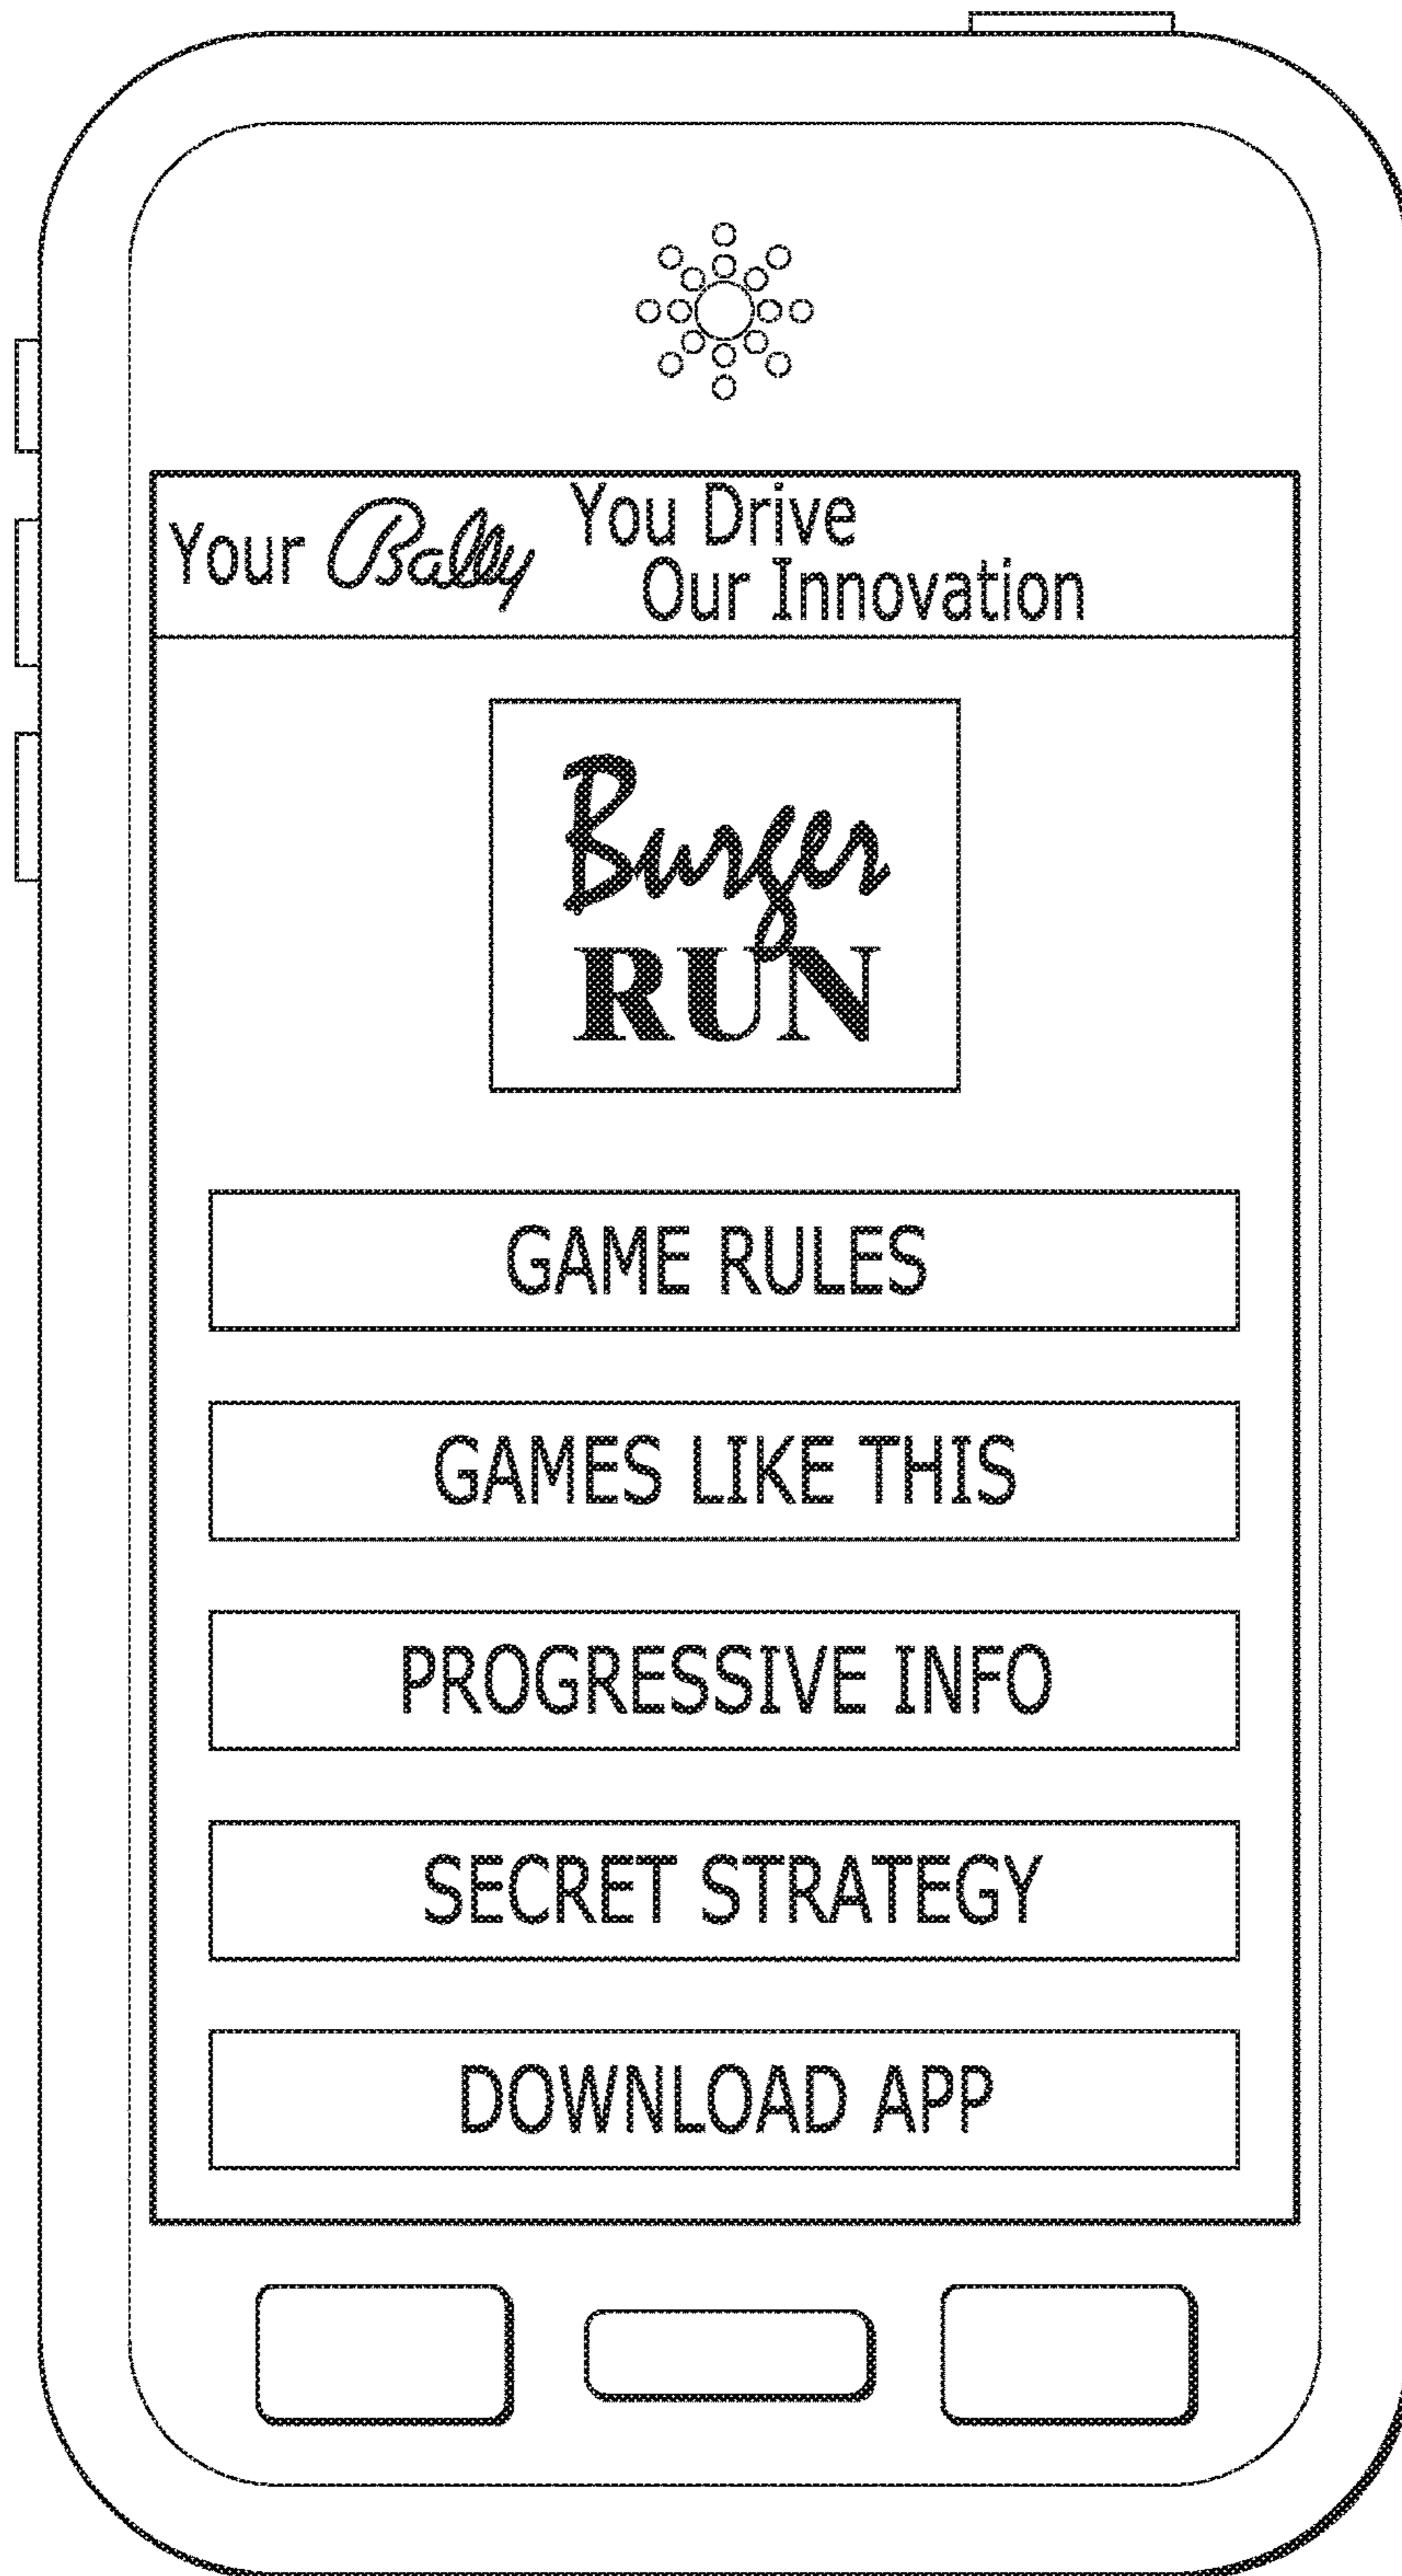 Your Bally You Drive
Our Innovation
Burger
RUN
GAME RULES
GAMES LIKE THIS
PROGRESSIVE INFO
SECRET STRATEGY
DOWNLOAD APP